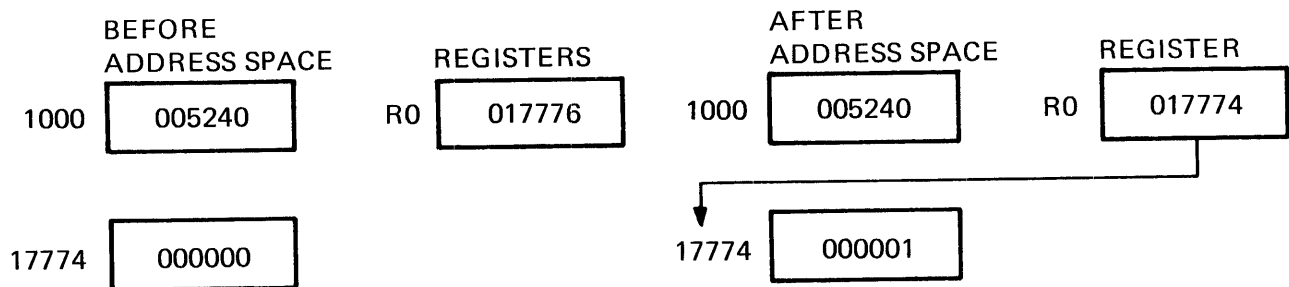 BEFORE
ADDRESS SPACE REGISTERS
1000 005240 R0 017776
17774 000000
AFTER
ADDRESS SPACE REGISTER
1000 005240 R0 017774
17774 000001